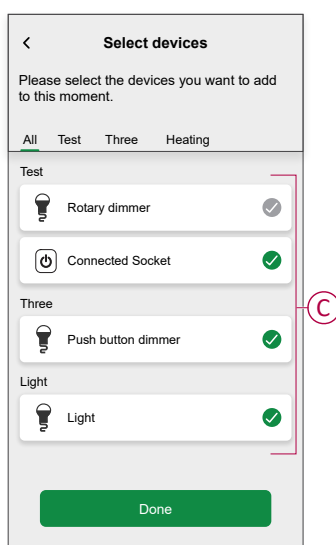 Select devices
Please select the devices you want to add
to this moment.
All Test Three Heating
Test
Rotary dimmer
Connected Socket
Three
Push button dimmer
Light
Light
Done
C